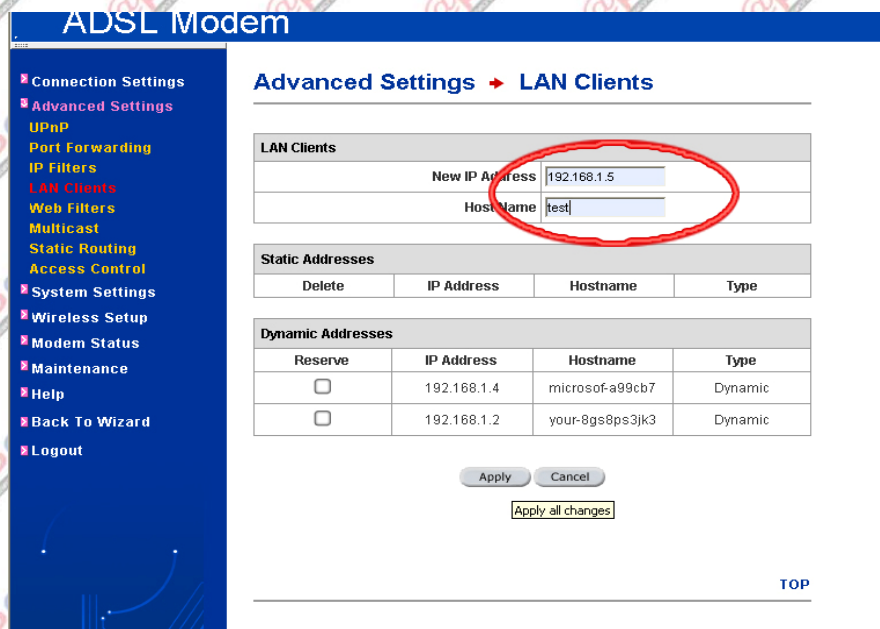 ADSL Modem
Connection Settings
Advanced Settings
UPnP
Port Forwarding
IP Filters
LAN Clients
Web Filters
Multicast
Static Routing
Access Control
System Settings
Wireless Setup
Modem Status
Maintenance
Help
Back To Wizard
Logout
Advanced Settings LAN Clients
LAN Clients
New IP Address 192.168.1.5
Host Name test
Static Addresses
Delete IP Address Hostname Type
Dynamic Addresses
Reserve IP Address Hostname Type
192.168.1.4 microsof-a99cb7 Dynamic
192.168.1.2 your-8gs8ps3jk3 Dynamic
Apply Cancel
Apply all changes
TOP